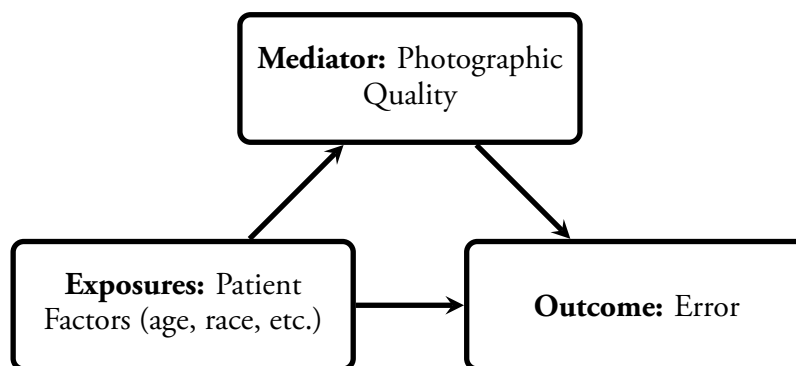 Mediator: Photographic
Quality
Exposures: Patient
Factors (age, race, etc.)
Outcome: Error